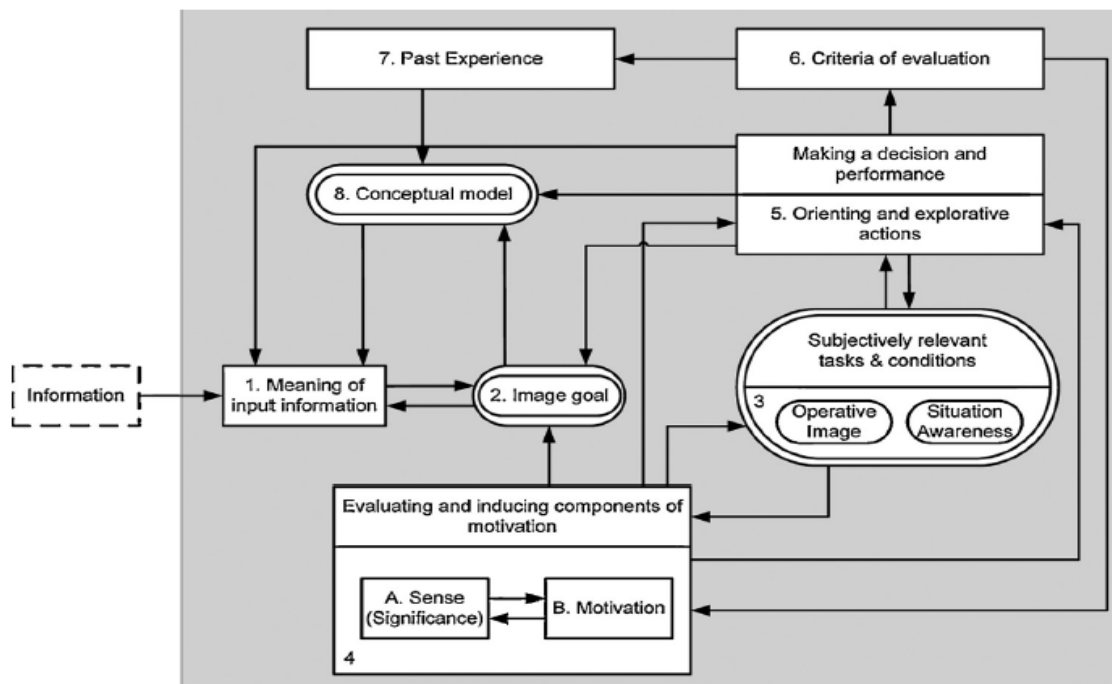 7. Past Experience
6. Criteria of evaluation
Making a decision and
performance
8. Conceptual model
5. Orienting and explorative
actions
Subjectively relevant
tasks & conditions
Information
1. Meaning of
input information
2. Image goal
3
Operative
Image
Situation
Awareness
Evaluating and inducing components of
motivation
A. Sense
(Significance)
B. Motivation
4